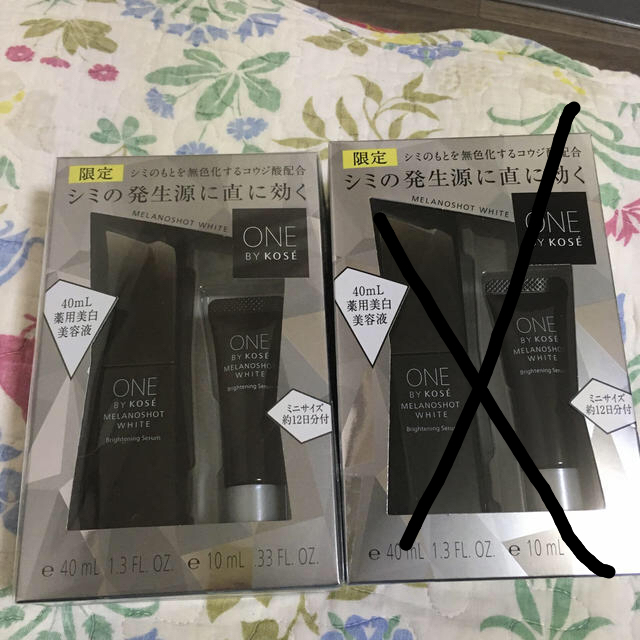 限定
シミのもとを無色化するコウジ酸配合
シミの発生源に直に効く
MELANOSHOT WHITE
ONE
BY KOSÉ
40mL
薬用美白
美容液
ONE
BY KOSÉ
MELANOSHOT
WHITE
Brightening Serum
ONE
BY KOSÉ
MELANOSHOT
WHITE
Brightening Seru
ミニサイズ
約12日分付
e 40 mL 1.3 FL. OZ. e 10 mL .33 FL. OZ.
限定
シミのもとを無色化するコウジ酸配合
シミの発生源に直に効く
MELANOSHOT WHITE
ONE
BY KOSÉ
40mL
薬用美白
美容液
ONE
BY KOSÉ
MELANOSHOT
WHITE
Brightening Serum
ONE
BY KOSÉ
MELANOSHOT
WHITE
Brightening Seru
ミニサイズ
約12日分付
e 40 mL 1.3 FL. OZ. e 10 mL